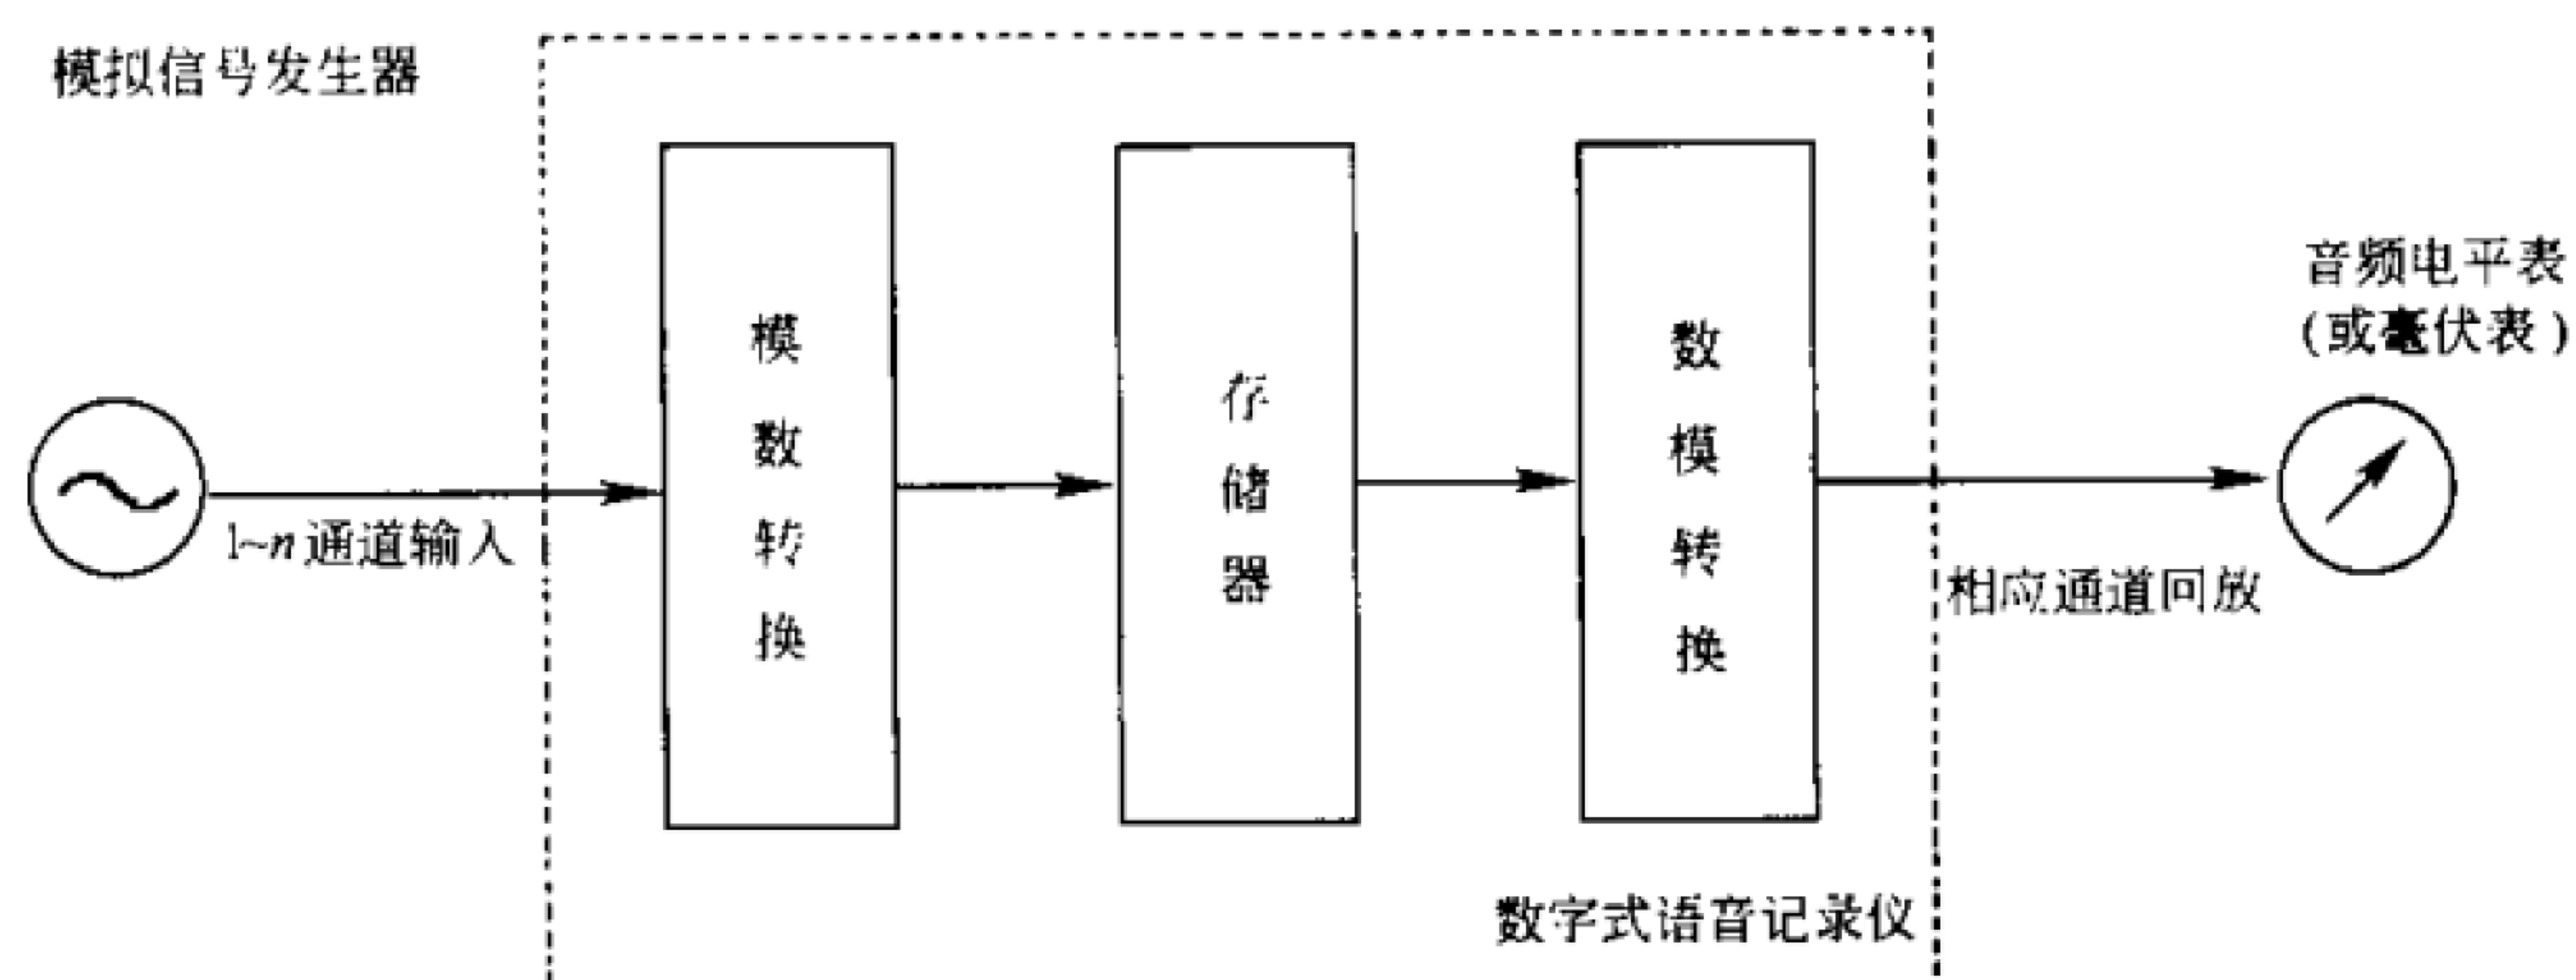 模拟信号发生器
1~n通道输入
模数转换
存储器
数模转换
音频电平表
(或毫伏表)
相应通道回放
数字式语音记录仪